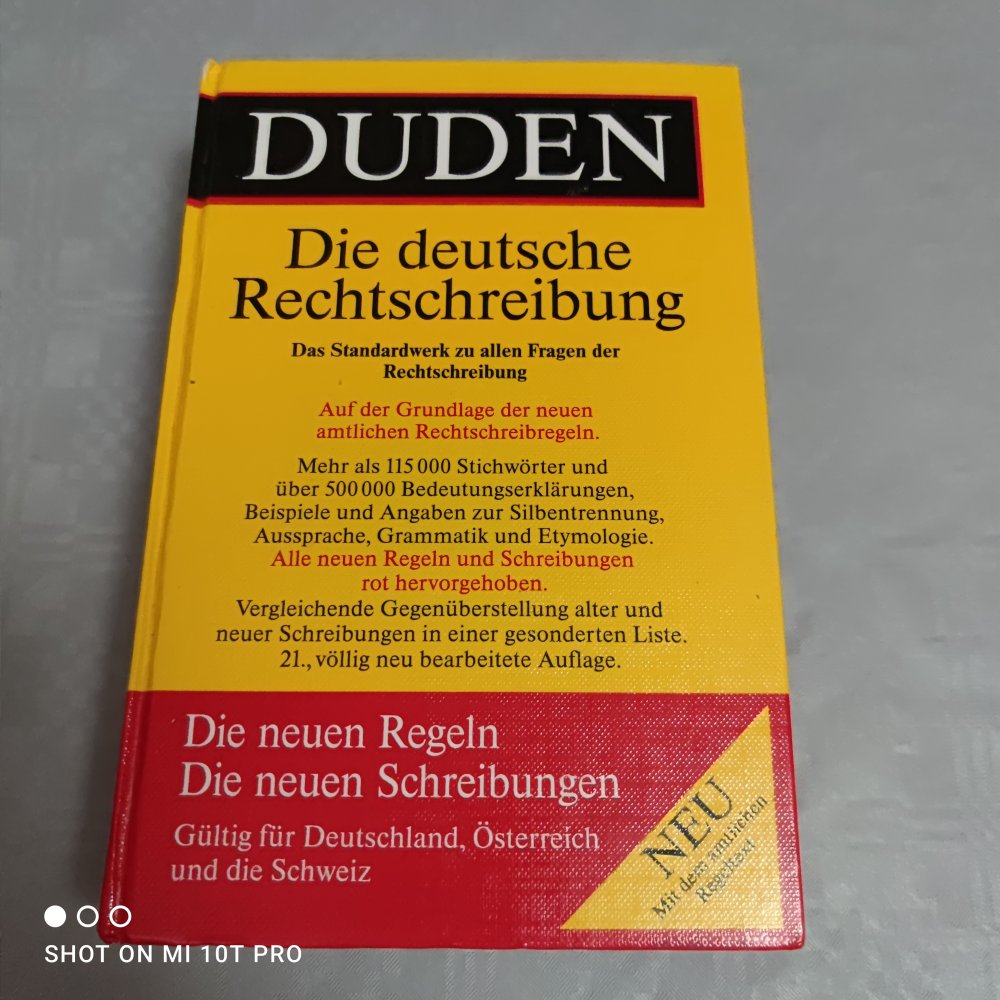 DUDEN
Die deutsche
Rechtschreibung
Das Standardwerk zu allen Fragen der
Rechtschreibung
Auf der Grundlage der neuen
amtlichen Rechtschreibregeln.
Mehr als 115 000 Stichwörter und
über 500 000 Bedeutungserklärungen,
Beispiele und Angaben zur Silbentrennung,
Aussprache, Grammatik und Etymologie.
Alle neuen Regeln und Schreibungen
rot hervorgehoben.
Vergleichende Gegenüberstellung alter und
neuer Schreibungen in einer gesonderten Liste.
21., völlig neu bearbeitete Auflage.
Die neuen Regeln
Die neuen Schreibungen
Gültig für Deutschland, Österreich
und die Schweiz
NEU
Mit dem amtlichen
Regeltext
SHOT ON MI 10T PRO